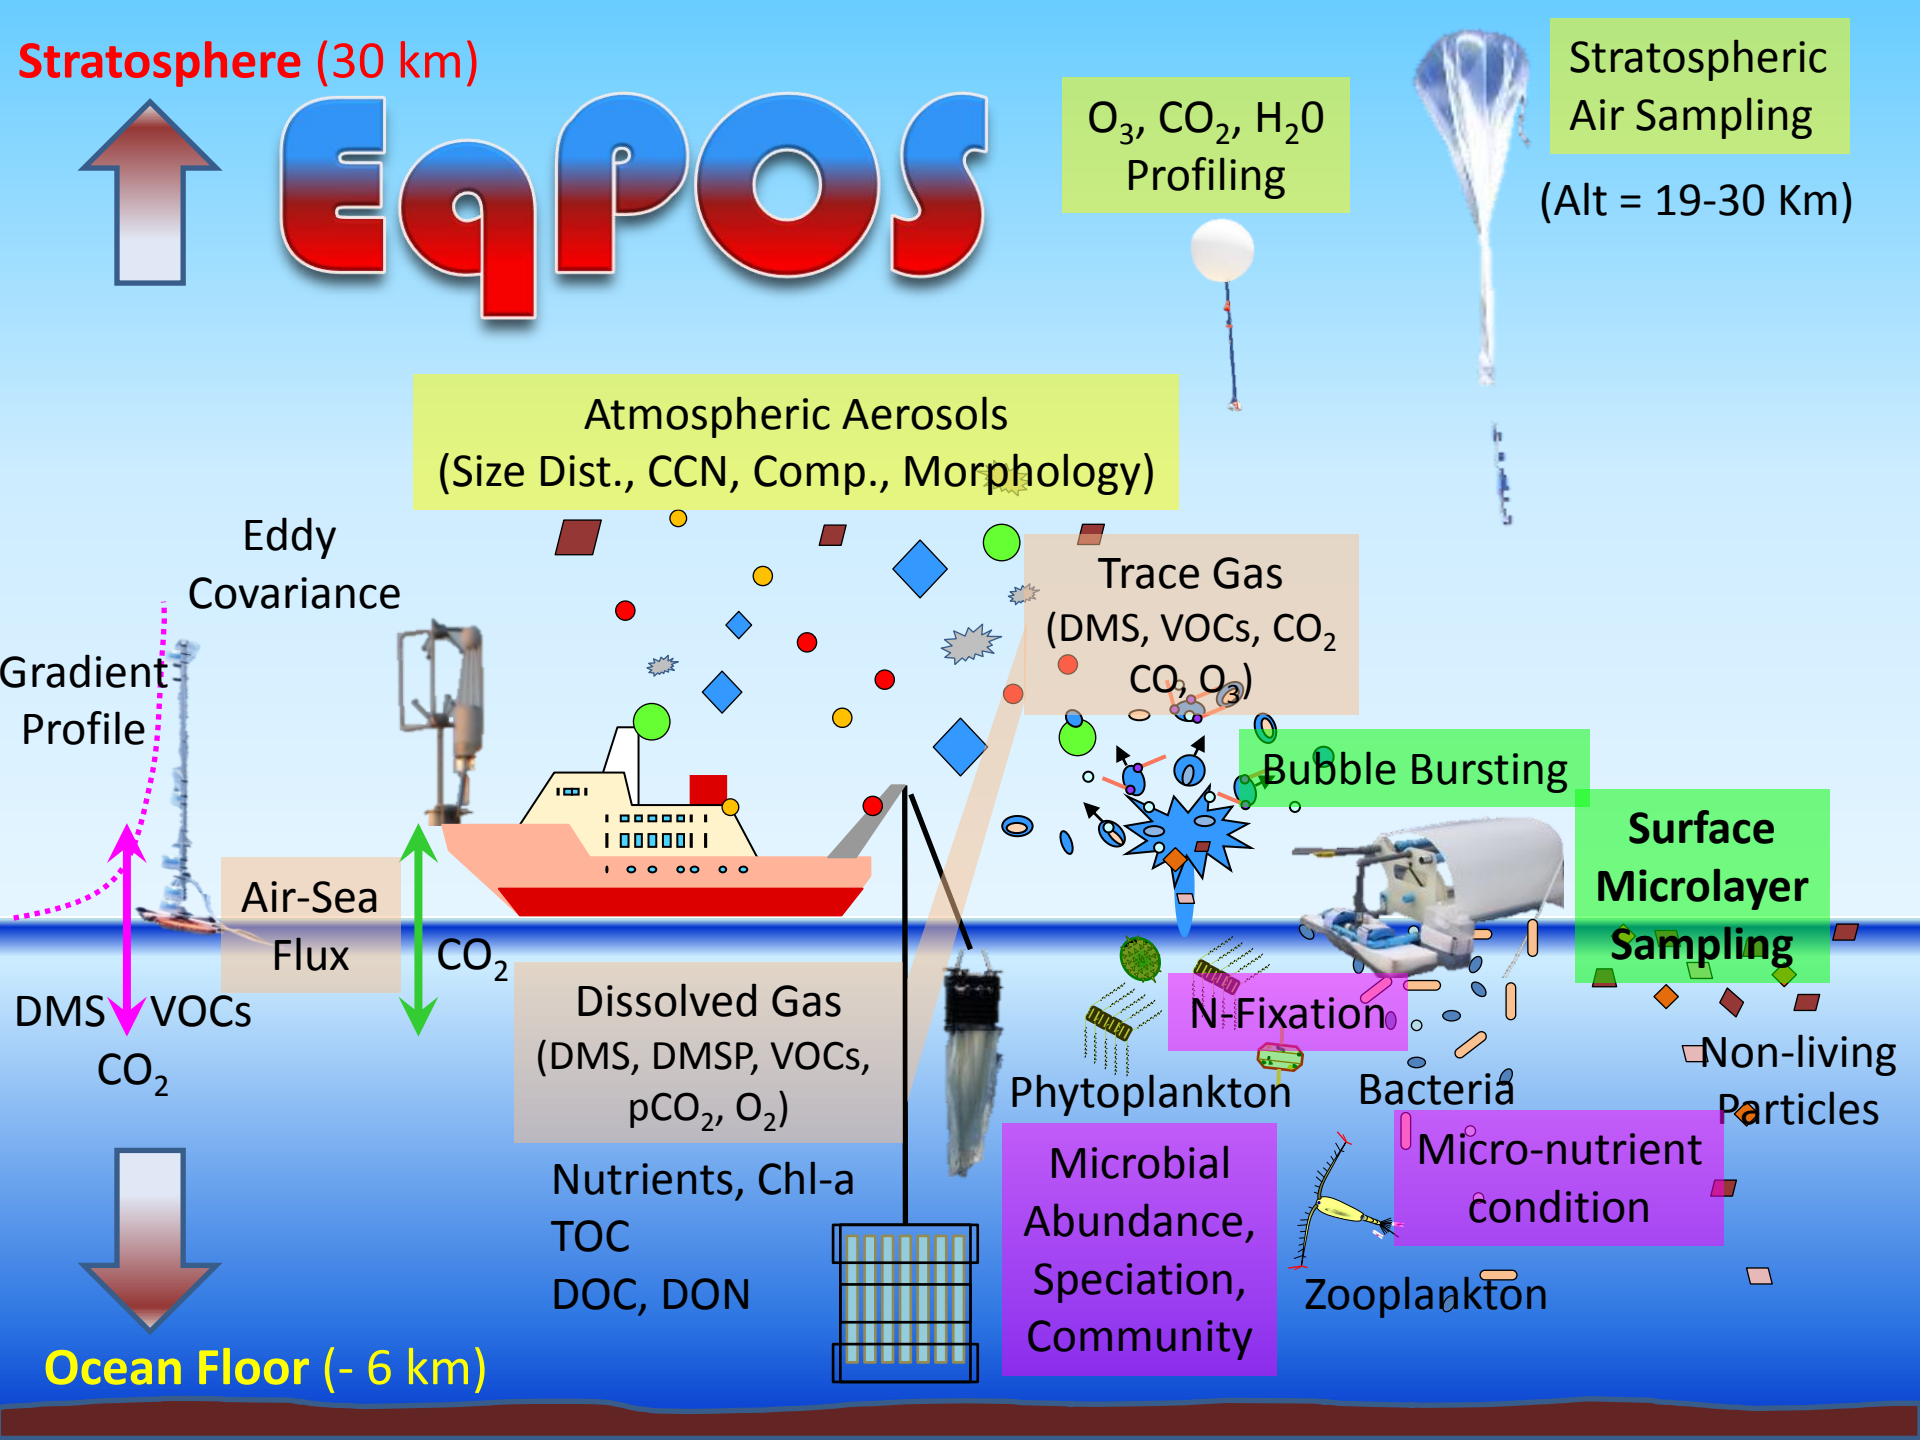 Stratosphere (30 km)
EqPOS
O₃, CO₂, H₂0
Profiling
Stratospheric
Air Sampling
(Alt = 19-30 Km)
Atmospheric Aerosols
(Size Dist., CCN, Comp., Morphology)
Eddy
Covariance
Gradient
Profile
Trace Gas
(DMS, VOCs, CO₂
CO, O₃)
Bubble Bursting
Surface
Microlayer
Sampling
Air-Sea
Flux
CO₂
DMS VOCs
CO₂
Dissolved Gas
(DMS, DMSP, VOCs,
pCO₂, O₂)
Nutrients, Chl-a
TOC
DOC, DON
N-Fixation
Phytoplankton
Bacteria
Non-living
Particles
Microbial
Abundance,
Speciation,
Community
Micro-nutrient
condition
Zooplankton
Ocean Floor (- 6 km)